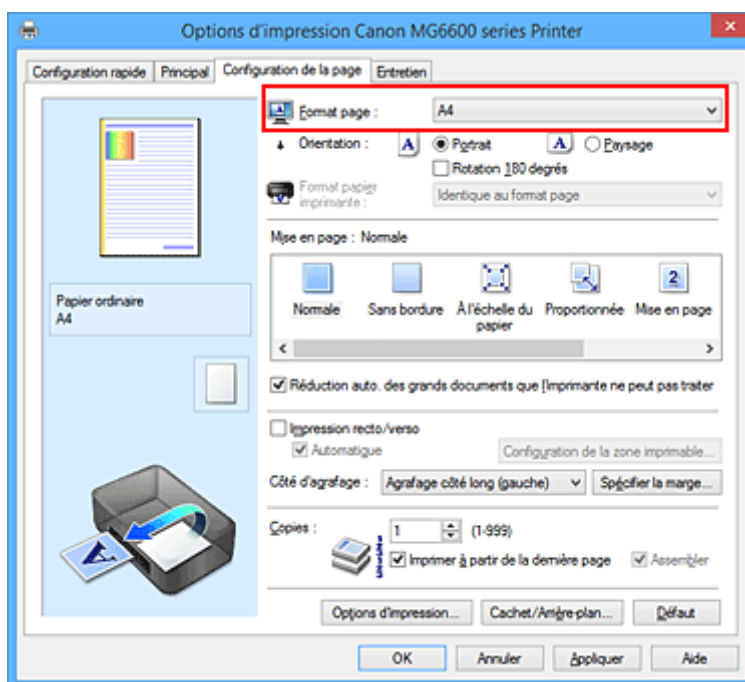 Options d'impression Canon MG6600 series Printer
Configuration rapide Principal Configuration de la page Entretien
Format page : A4
Orientation : A Portrait A Paysage
Rotation 180 degrés
Format papier imprimante : Identique au format page
Mise en page : Normale
2
Normale Sans bordure À l'échelle du papier Proportionnée Mise en page
Papier ordinaire
A4
Réduction auto. des grands documents que l'imprimante ne peut pas traiter
Impression recto/verso
Automatique Configuration de la zone imprimable...
Côté d'agrafage : Agrafage côté long (gauche) Spécifier la marge...
Copies : 1 (1-999)
Imprimer à partir de la dernière page Assembler
A
Options d'impression... Cachet/Arrière-plan... Défaut
OK Annuler Appliquer Aide